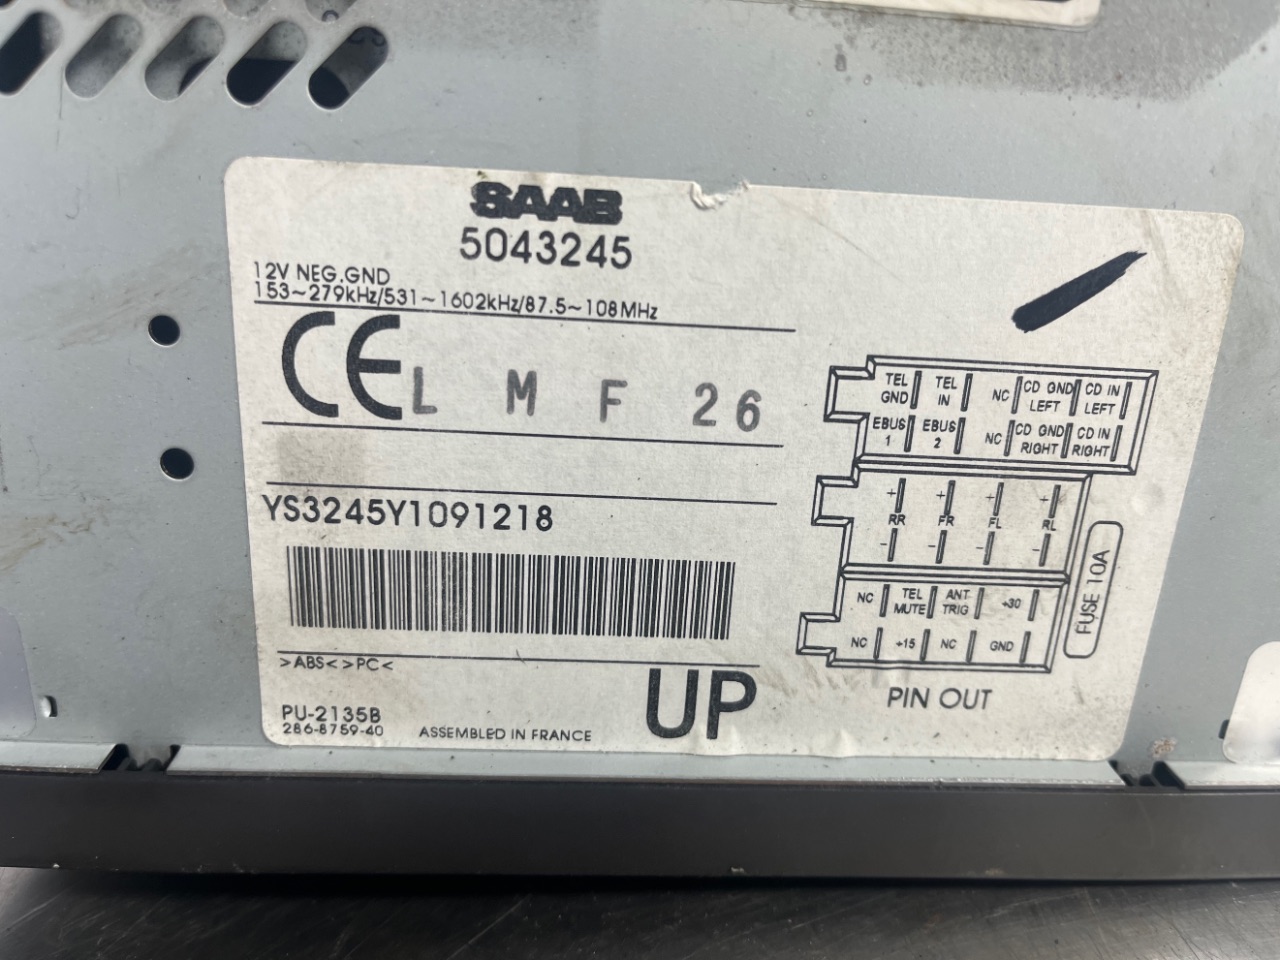 SAAB
5043245
12V NEG.GND
153~279kHz/531~1602kHz/87.5~108MHz
CE L M F 26
YS3245Y1091218
>ABS<>PC<
PU-2135B
286-8759-40
ASSEMBLED IN FRANCE
UP
TEL GND TEL IN NC CD GND LEFT CD IN LEFT
EBUS 1 EBUS 2 NC CD GND RIGHT CD IN RIGHT
+ + + +
RR FR FL RL
- - - -
NC TEL MUTE ANT TRIG +30
NC +15 NC GND
FUSE 10A
PIN OUT